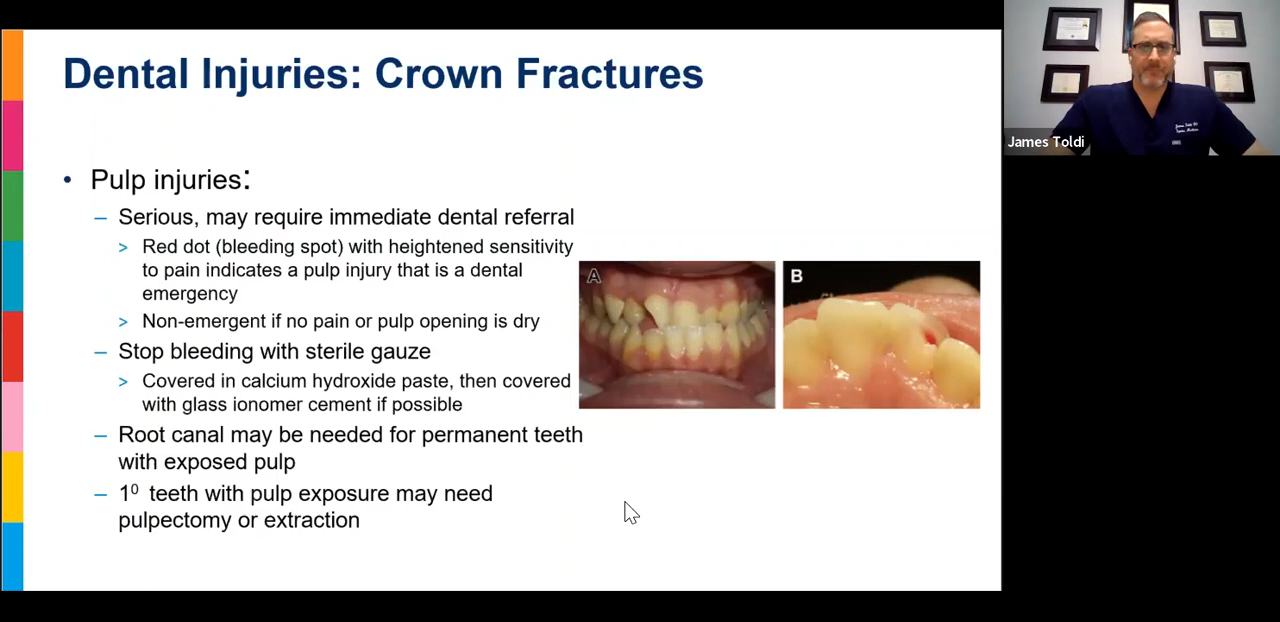 Dental Injuries: Crown Fractures
• Pulp injuries:
– Serious, may require immediate dental referral
> Red dot (bleeding spot) with heightened sensitivity
to pain indicates a pulp injury that is a dental
emergency
> Non-emergent if no pain or pulp opening is dry
– Stop bleeding with sterile gauze
> Covered in calcium hydroxide paste, then covered
with glass ionomer cement if possible
– Root canal may be needed for permanent teeth
with exposed pulp
– 1⁰ teeth with pulp exposure may need
pulpectomy or extraction
A
B
James Toldi